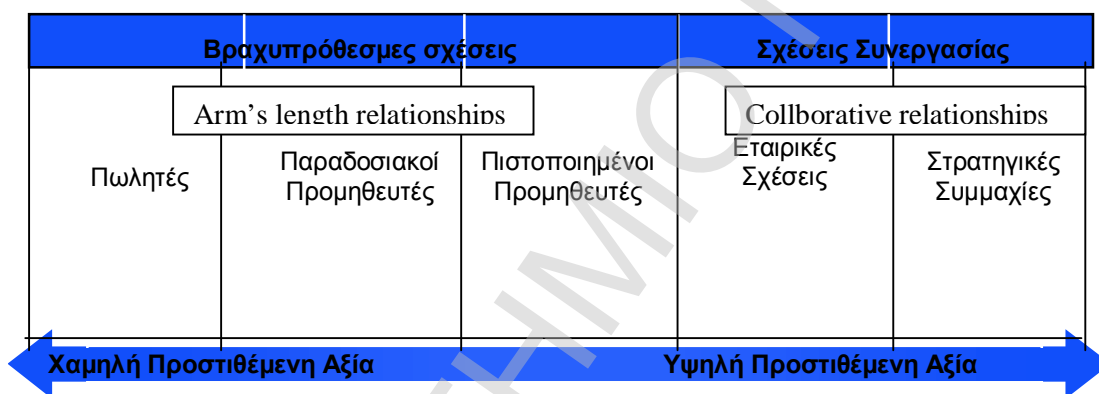 Βραχυπρόθεσμες σχέσεις
Σχέσεις Συνεργασίας
Arm's length relationships
Collborative relationships
Πωλητές
Παραδοσιακοί
Προμηθευτές
Πιστοποιημένοι
Προμηθευτές
Εταιρικές
Σχέσεις
Στρατηγικές
Συμμαχίες
Χαμηλή Προστιθέμενη Αξία
Υψηλή Προστιθέμενη Αξία